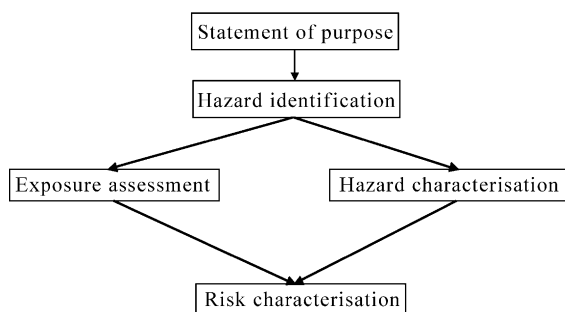 Statement of purpose
Hazard identification
Exposure assessment
Hazard characterisation
Risk characterisation